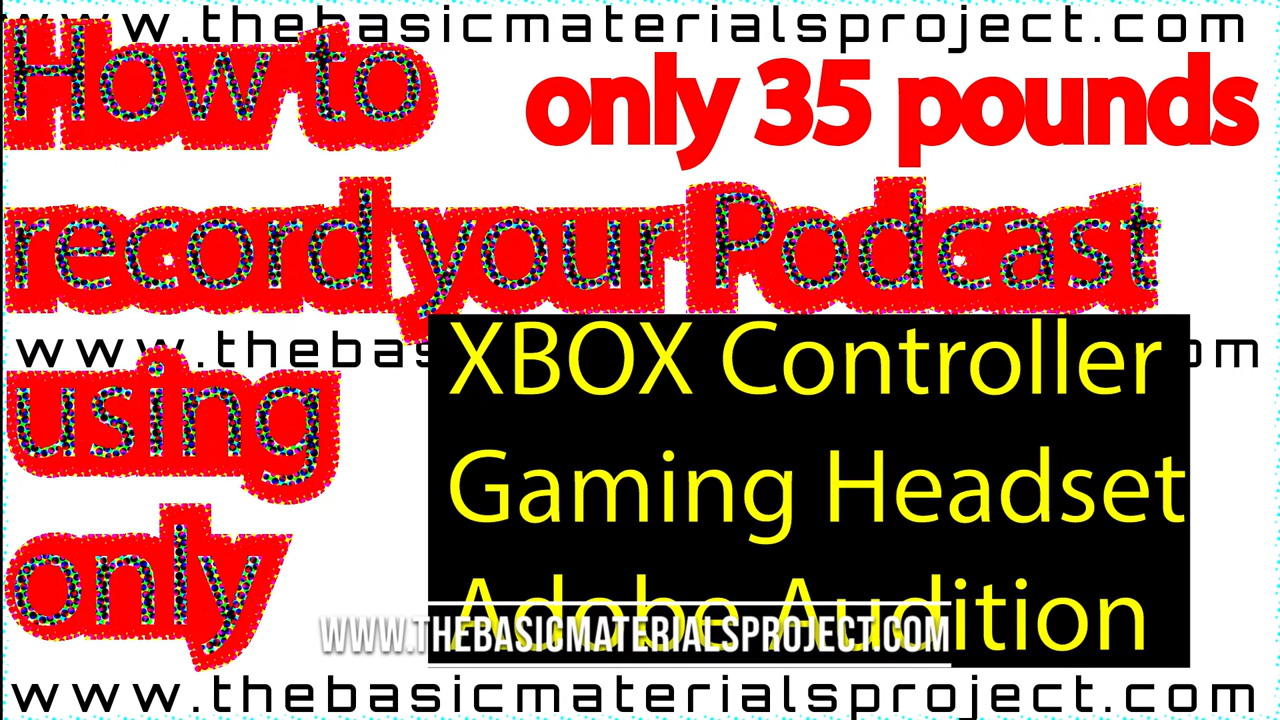 w.thebasicmaterialsproject.com
How to
only 35 pounds
record your Podcast
www.thebas
om
XBOX Controller
using
Gaming Headset
only
Adobe Audition
WWW.THEBASICMATERIALSPROJECT.COM
www.thebasicmaterialsproject.com